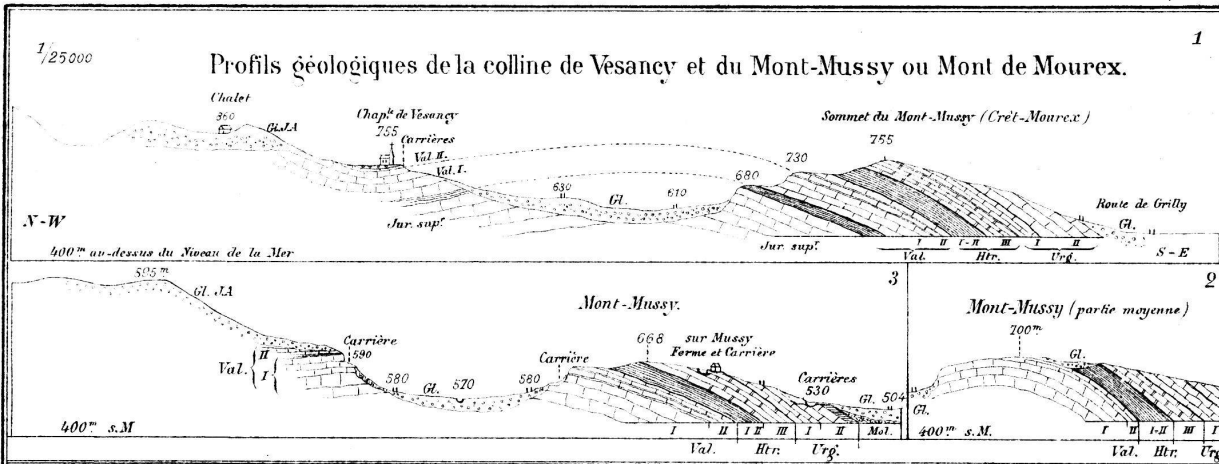 1/25000
1
Profils géologiques de la colline de Vesancy et du Mont-Mussy ou Mont de Mourex.
Chalet
360
Gl.J.A
Chaple de Vesancy
755
Carrières
Val. II.
Val. I.
Sommet du Mont-Mussy (Crêt-Mourex)
755
730
680
630
Gl.
610
Route de Grilly
Gl.
N-W
Jur. supr.
Jur. supr.
I II I-II III I II
Val. Htr. Urg.
S-E
400m au-dessus du Niveau de la Mer
595m
Gl. J.A
3
Mont-Mussy.
Carrière
590
Val. { II I {
580
Gl.
570
580
Carrière
668
sur Mussy
Ferme et Carrière
Carrières
530
Gl.
504
400m s.M
I II I II III I II Mol.
Val. Htr. Urg.
2
Mont-Mussy (partie moyenne)
700m
Gl.
Gl.
400m s.M.
I II I-II III I
Val. Htr. Urg